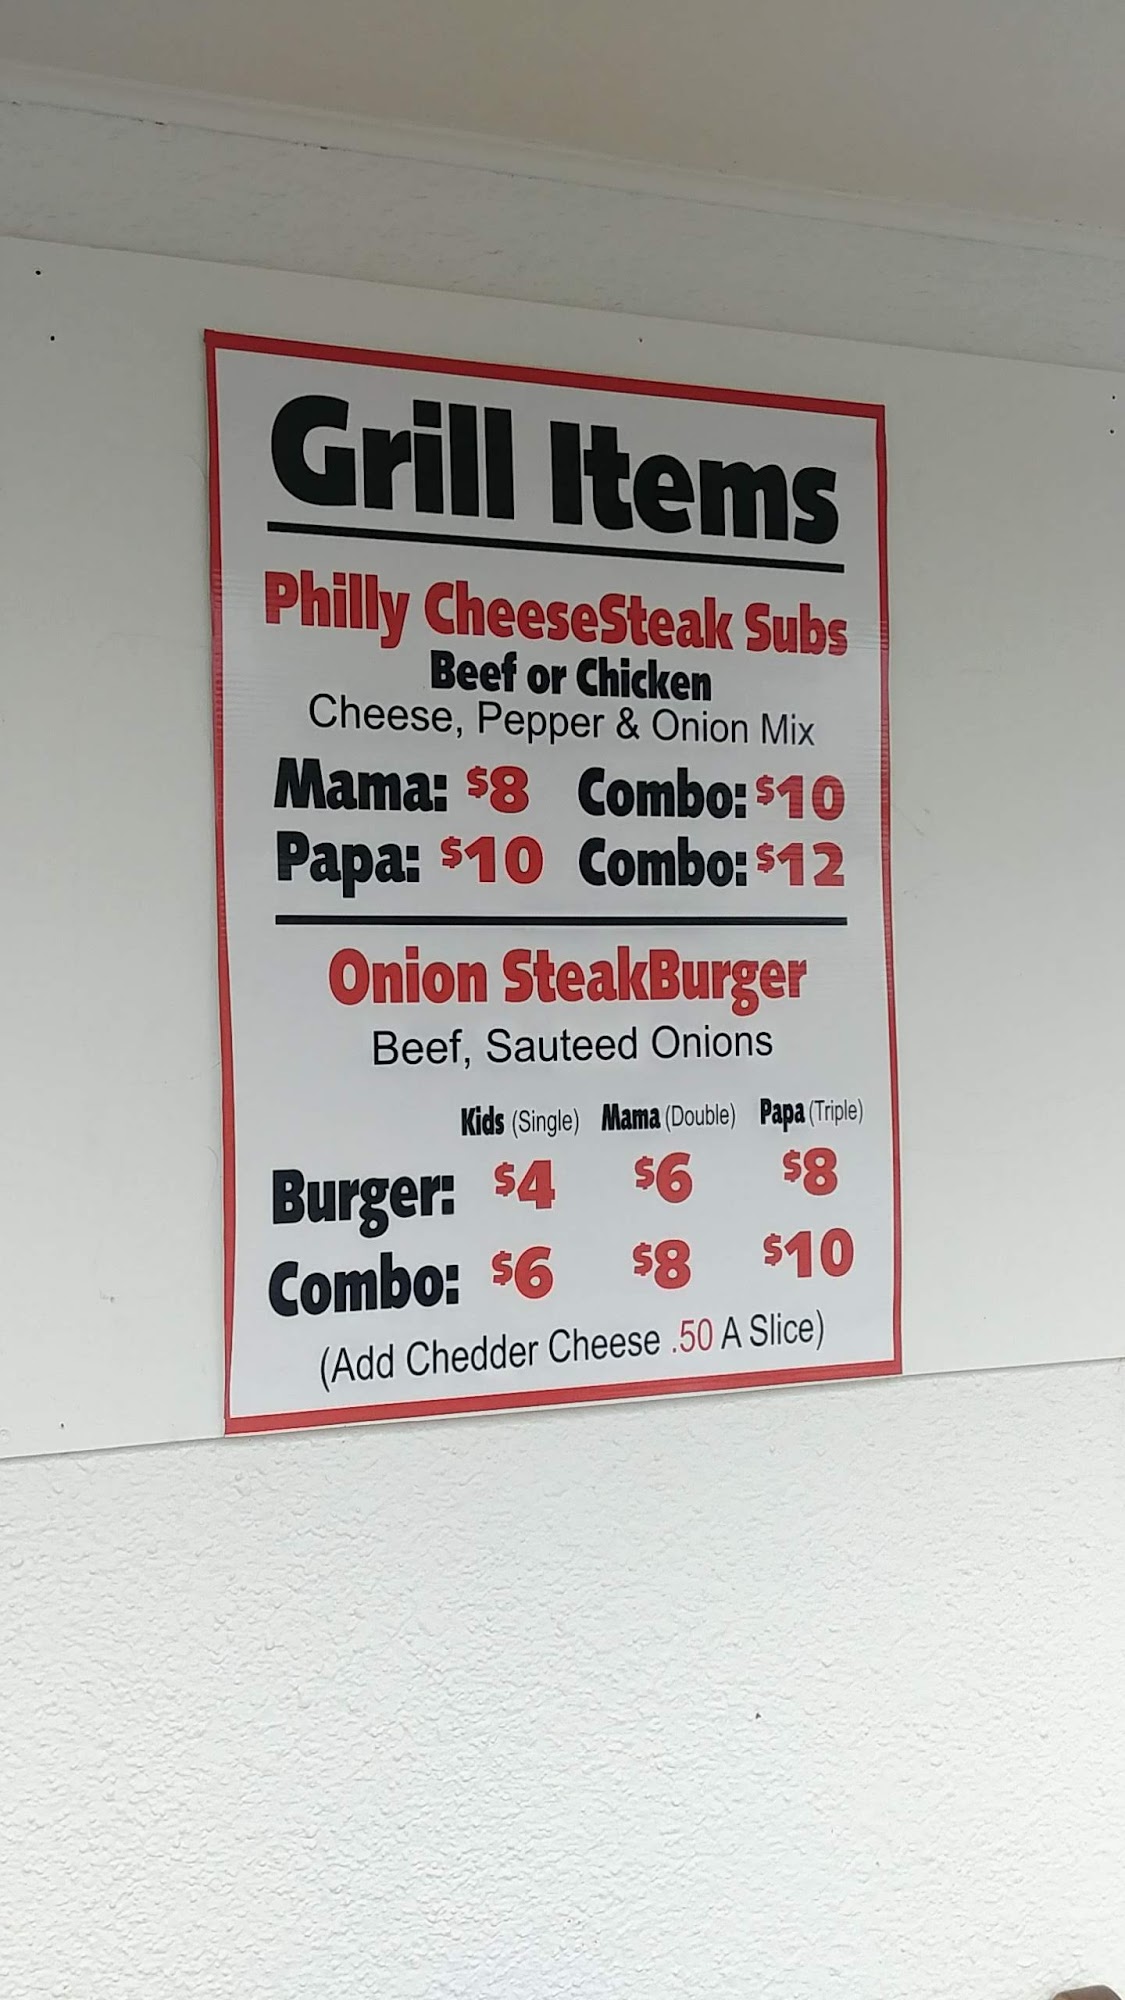 Grill Items
Philly CheeseSteak Subs
Beef or Chicken
Cheese, Pepper & Onion Mix
Mama: $8 Combo: $10
Papa: $10 Combo: $12
Onion SteakBurger
Beef, Sauteed Onions
Kids (Single) Mama (Double) Papa (Triple)
Burger: $4 $6 $8
Combo: $6 $8 $10
(Add Chedder Cheese .50 A Slice)